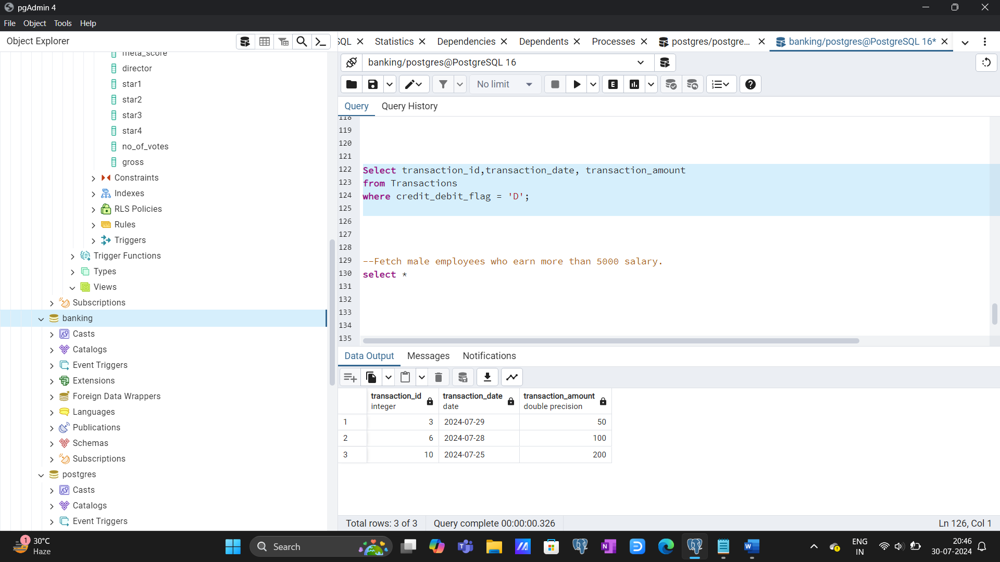 pgAdmin 4
File Object Tools Help
Object Explorer
SQL Statistics Dependencies Dependents Processes postgres/postgre... banking/postgres@PostgreSQL 16*
meta_score
director
star1
star2
star3
star4
no_of_votes
gross
Constraints
Indexes
RLS Policies
Rules
Triggers
Trigger Functions
Types
Views
Subscriptions
banking
Casts
Catalogs
Event Triggers
Extensions
Foreign Data Wrappers
Languages
Publications
Schemas
Subscriptions
postgres
Casts
Catalogs
Event Triggers
banking/postgres@PostgreSQL 16
No limit E
Query Query History
118
119
120
121
122 Select transaction_id,transaction_date, transaction_amount
123 from Transactions
124 where credit_debit_flag = 'D';
125
126
127
128
129 --Fetch male employees who earn more than 5000 salary.
130 select *
131
132
133
134
135
Data Output Messages Notifications
transaction_id transaction_date transaction_amount
integer date double precision
1 3 2024-07-29 50
2 6 2024-07-28 100
3 10 2024-07-25 200
Total rows: 3 of 3 Query complete 00:00:00.326 Ln 126, Col 1
1 30°C
Haze
Search
ENG
IN
20:46
30-07-2024